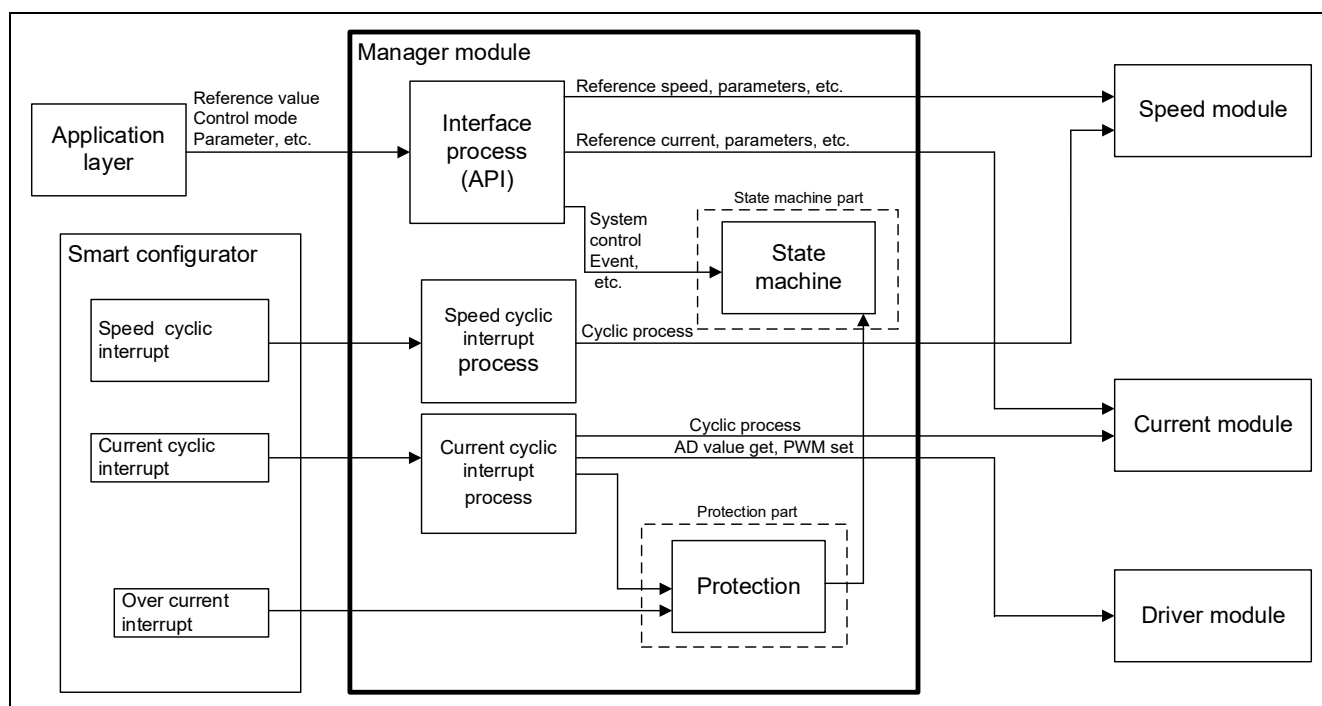 Manager module
Application
layer
Reference value
Control mode
Parameter, etc.
Interface
process
(API)
Reference speed, parameters, etc.
Reference current, parameters, etc.
System
control
Event,
etc.
State machine part
State
machine
Speed module
Smart configurator
Speed cyclic
interrupt
Speed cyclic
interrupt
process
Cyclic process
Current cyclic
interrupt
Current cyclic
interrupt
process
Cyclic process
AD value get, PWM set
Current module
Protection part
Protection
Over current
interrupt
Driver module